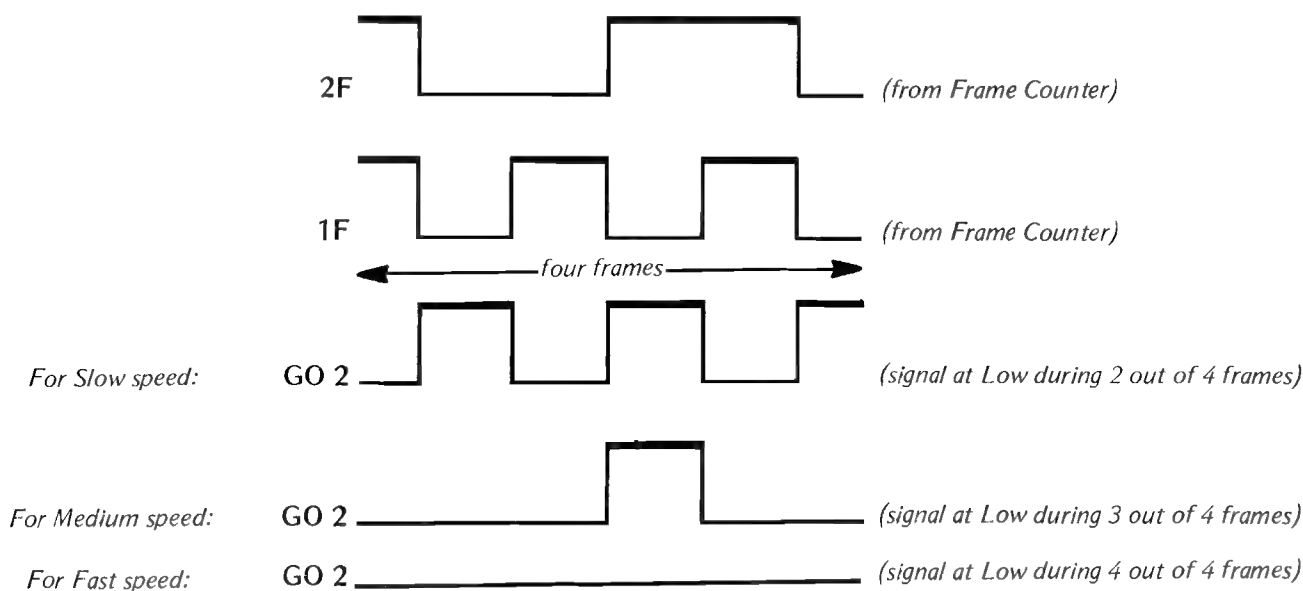 2F (from Frame Counter)
1F (from Frame Counter)
four frames
For Slow speed: GO 2 (signal at Low during 2 out of 4 frames)
For Medium speed: GO 2 (signal at Low during 3 out of 4 frames)
For Fast speed: GO 2 (signal at Low during 4 out of 4 frames)